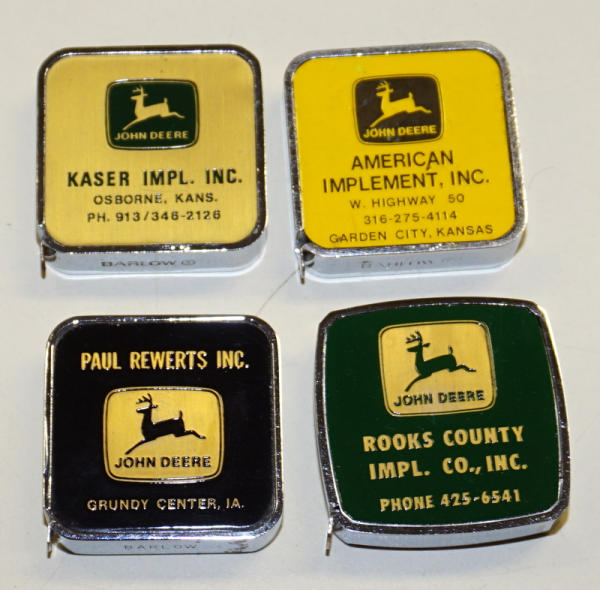 JOHN DEERE
KASER IMPL. INC.
OSBORNE, KANS.
PH. 913/346-2126
BARLOW ®
JOHN DEERE
AMERICAN
IMPLEMENT, INC.
W. HIGHWAY 50
316-275-4114
GARDEN CITY, KANSAS
BARLOW
PAUL REWERTS INC.
JOHN DEERE
GRUNDY CENTER, IA.
BARLOW
JOHN DEERE
ROOKS COUNTY
IMPL. CO., INC.
PHONE 425-6541